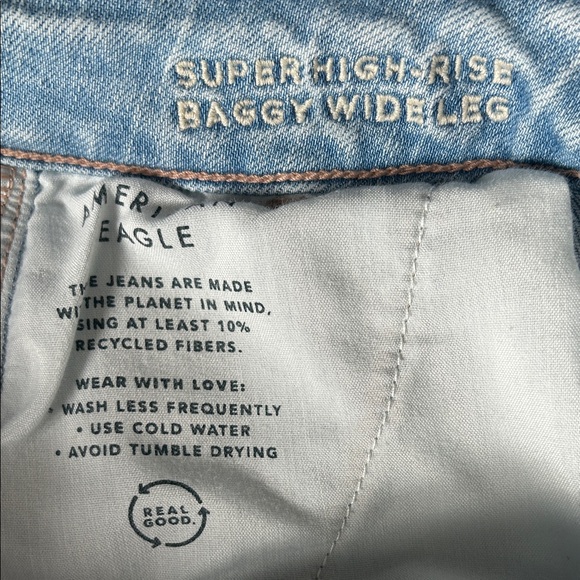 SUPER HIGH-RISE
BAGGY WIDE LEG
EAGLE
JEANS ARE MADE
THE PLANET IN MIND,
AT LEAST 10%
RECYCLED FIBERS.
WEAR WITH LOVE:
• WASH LESS FREQUENTLY
• USE COLD WATER
• AVOID TUMBLE DRYING
REAL
GOOD.